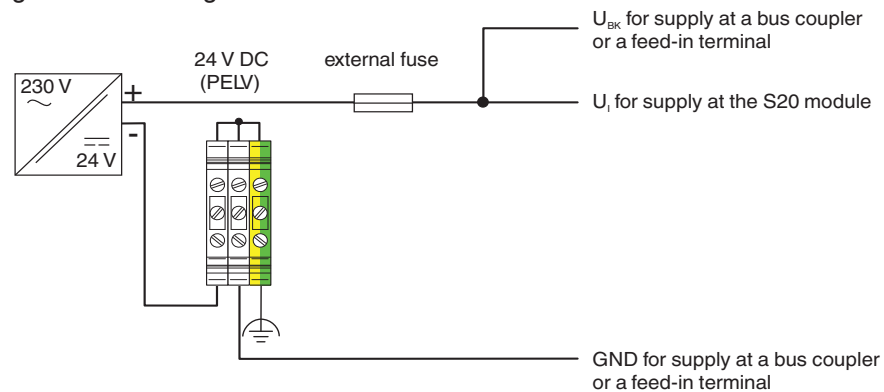 U_BK for supply at a bus coupler
or a feed-in terminal
24 V DC
(PELV)
external fuse
230 V
+
U_I for supply at the S20 module
-
24 V
GND for supply at a bus coupler
or a feed-in terminal